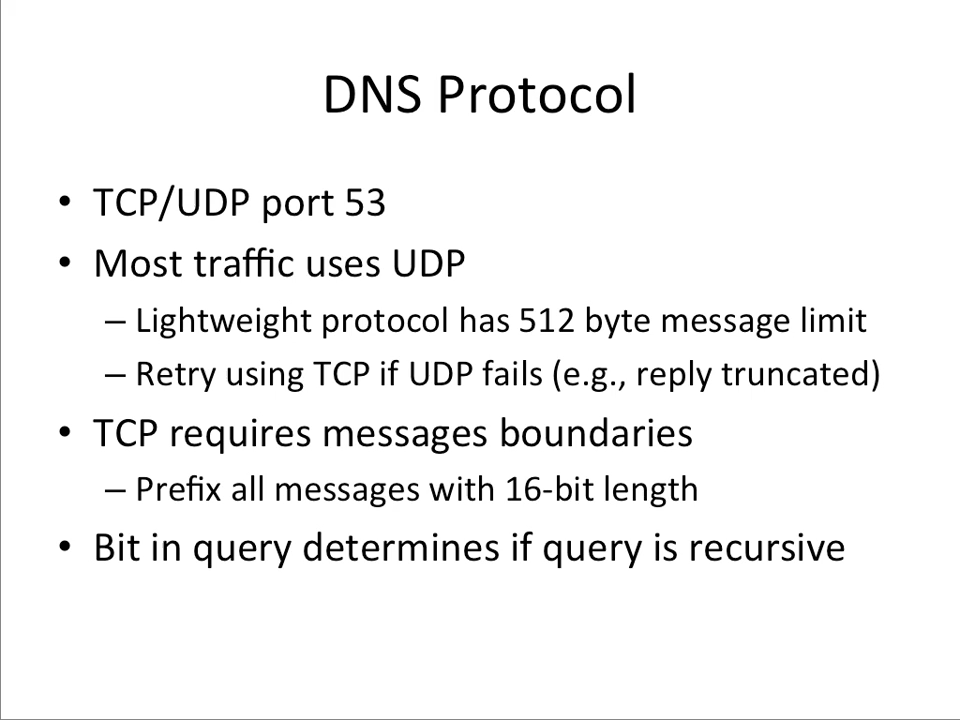 DNS Protocol
• TCP/UDP port 53
• Most traffic uses UDP
– Lightweight protocol has 512 byte message limit
– Retry using TCP if UDP fails (e.g., reply truncated)
• TCP requires messages boundaries
– Prefix all messages with 16-bit length
• Bit in query determines if query is recursive